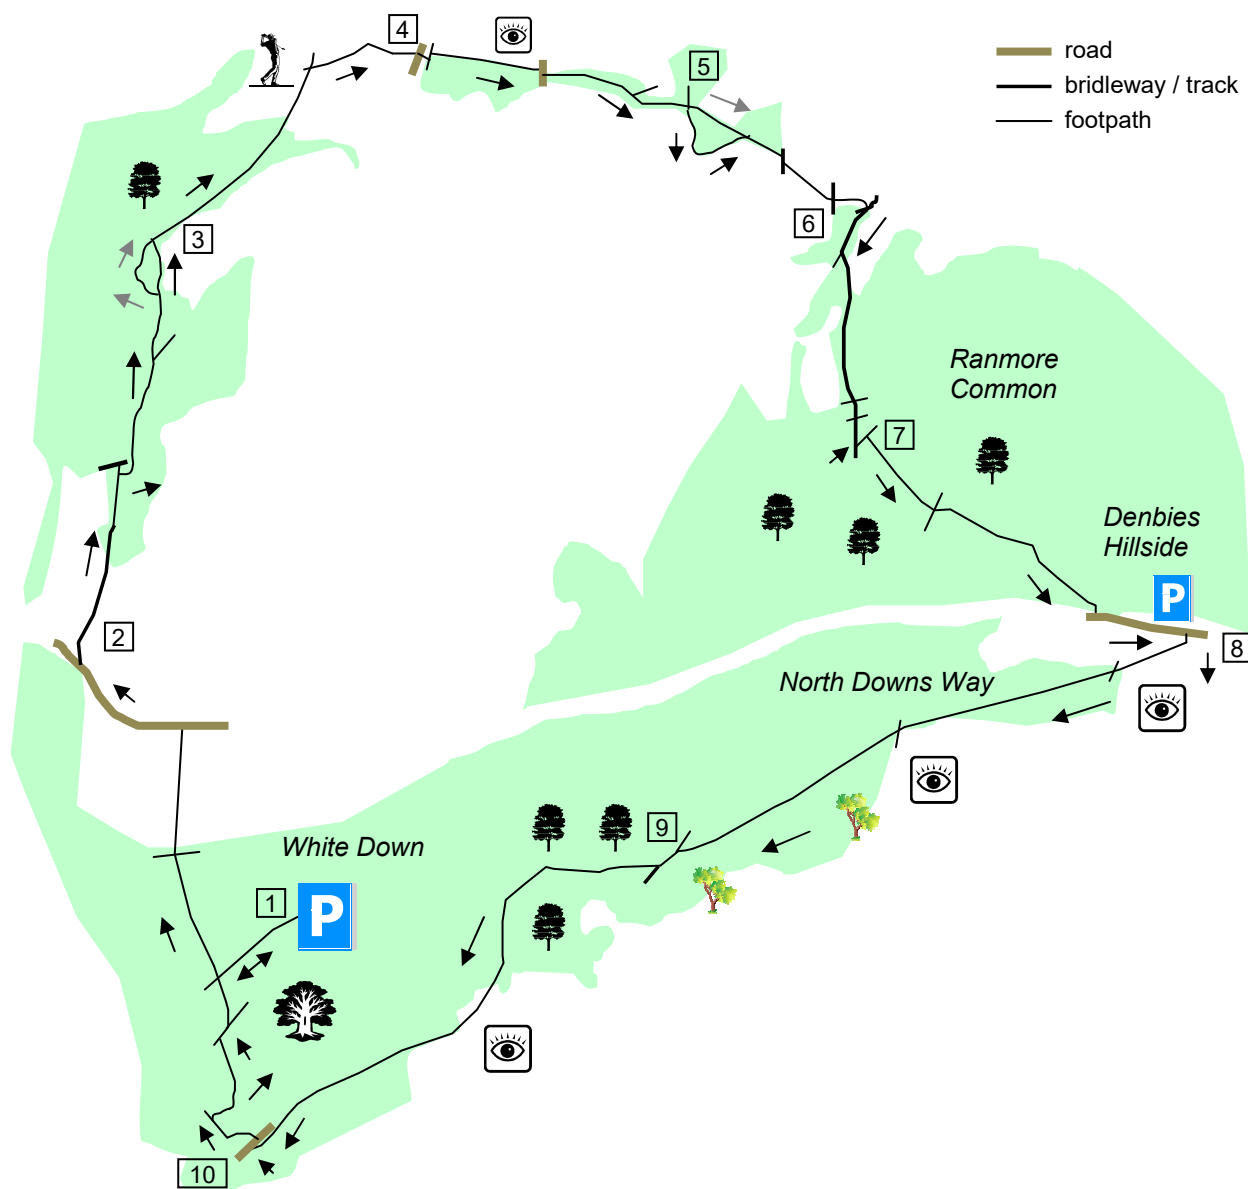 4
5
road
bridleway / track
footpath
3
6
Ranmore
Common
7
Denbies
Hillside
P
2
8
North Downs Way
9
White Down
1
P
10